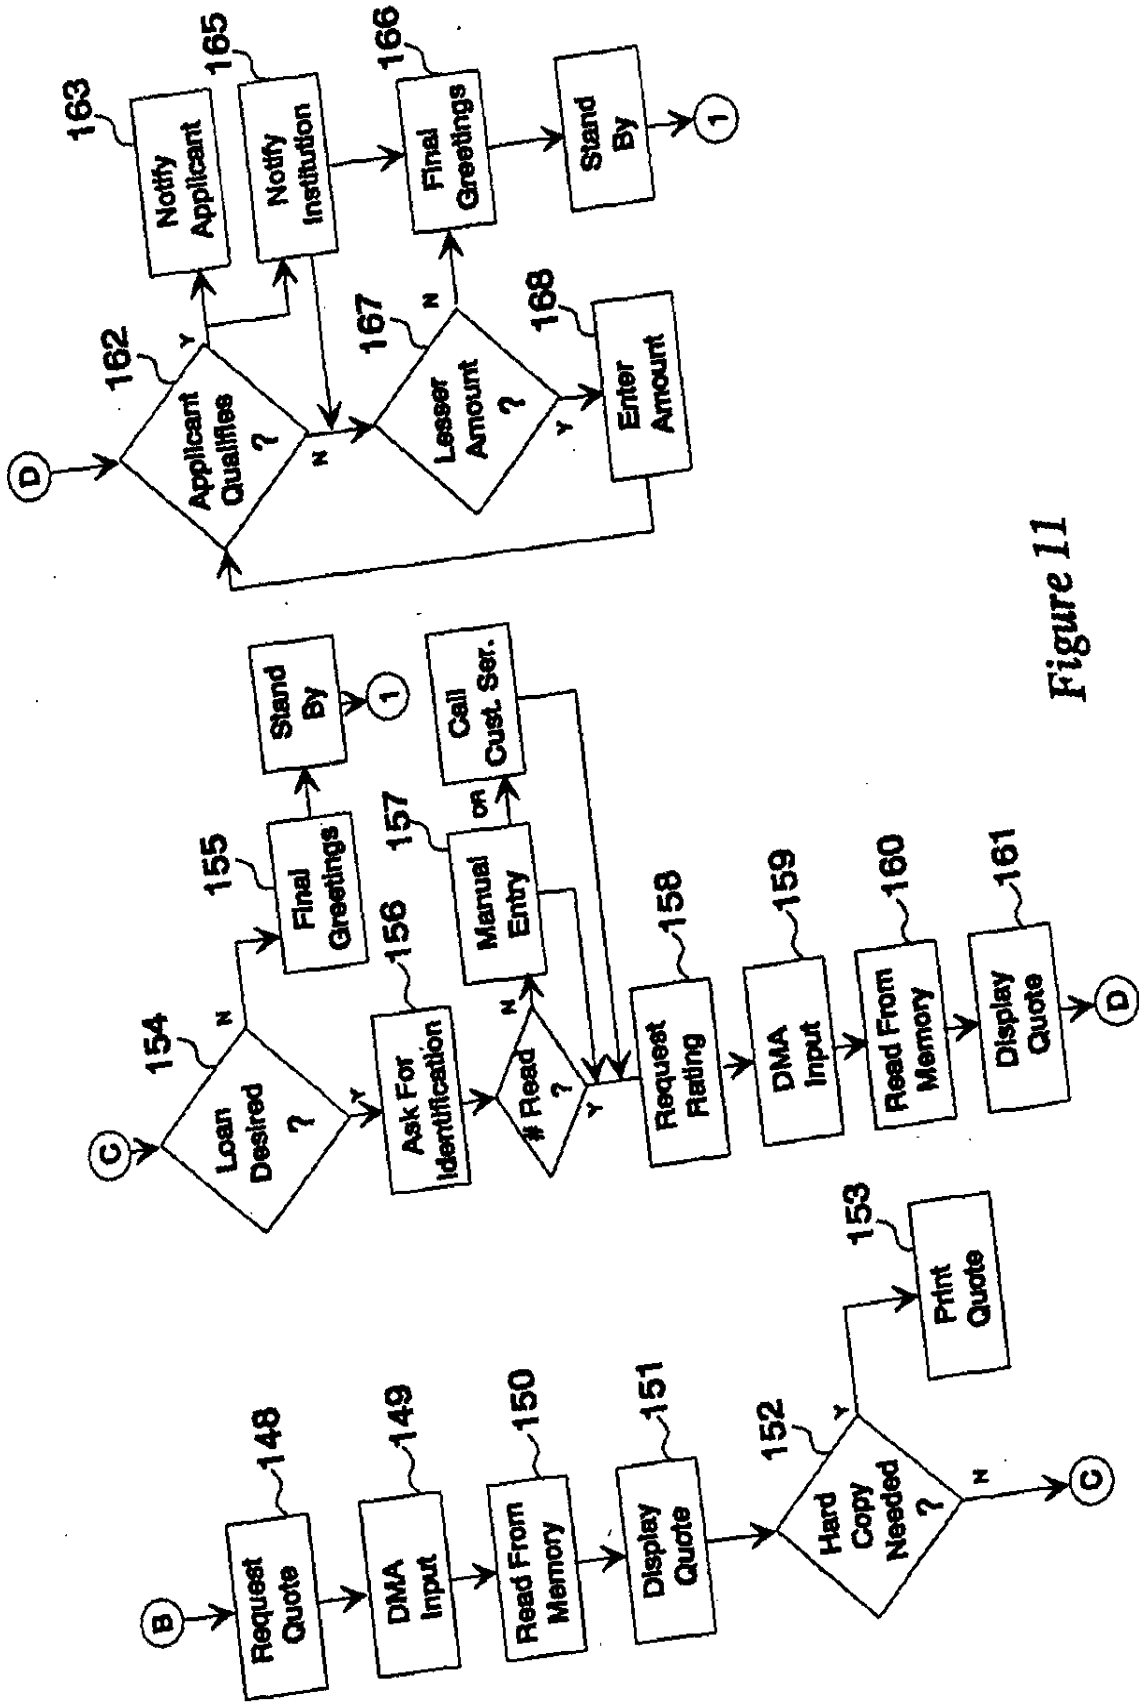 B
Request
Quote
148
DMA
Input
149
Read From
Memory
150
Display
Quote
151
Hard
Copy
Needed
?
152
Y
N
Print
Quote
153
C
C
Loan
Desired
?
154
N
Y
Final
Greetings
155
Stand
By
1
Ask For
Identification
156
# Read
?
N
Y
Manual
Entry
157
OR
Call
Cust. Ser.
Request
Rating
158
DMA
Input
159
Read From
Memory
160
Display
Quote
161
D
D
Applicant
Qualifies
?
162
Y
N
Notify
Applicant
163
Notify
Institution
165
Lesser
Amount
?
167
N
Y
Final
Greetings
166
Stand
By
1
Enter
Amount
168
Figure 11